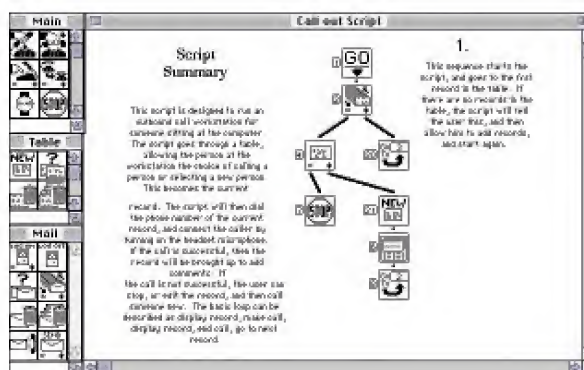 Main
Call out Script
Script
Summary
This script is designed to run an
outbound call workstation for
someone sitting at the computer
The script goes through a table,
allowing the person at the
workstation the choice of calling a
person or selecting a new person.
This becomes the current
record. The script will then dial
the phone number of the current
record, and connect the caller by
turning on the headset microphone.
If the call is successful, then the
record will be brought up to add
comments. If
the call is not successful, the user can
stop, or edit the record, and then call
someone new. The basic loop can be
described as display record, make call,
display record, end call, go to next
record
GO
STOP
NEW
1.
This sequence starts the
script, and goes to the first
record in the table. If
there are no records in the
table, the script will tell
the user this, and then
allow him to add records,
and start again.
STOP
Table
NEW ?
Mail